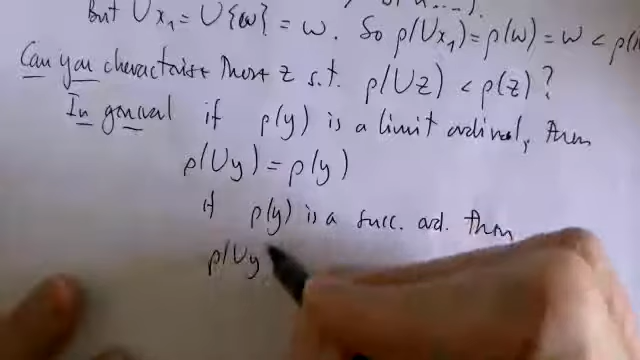 But ∪x₁ = ∪{ω} = ω. So ρ(∪x₁) = ρ(ω) = ω < ρ(
Can you characterise those z s.t. ρ(∪z) < ρ(z)?
In general if ρ(y) is a limit ordinal, then
ρ(∪y) = ρ(y)
if ρ(y) is a succ. ord. then
ρ(∪y